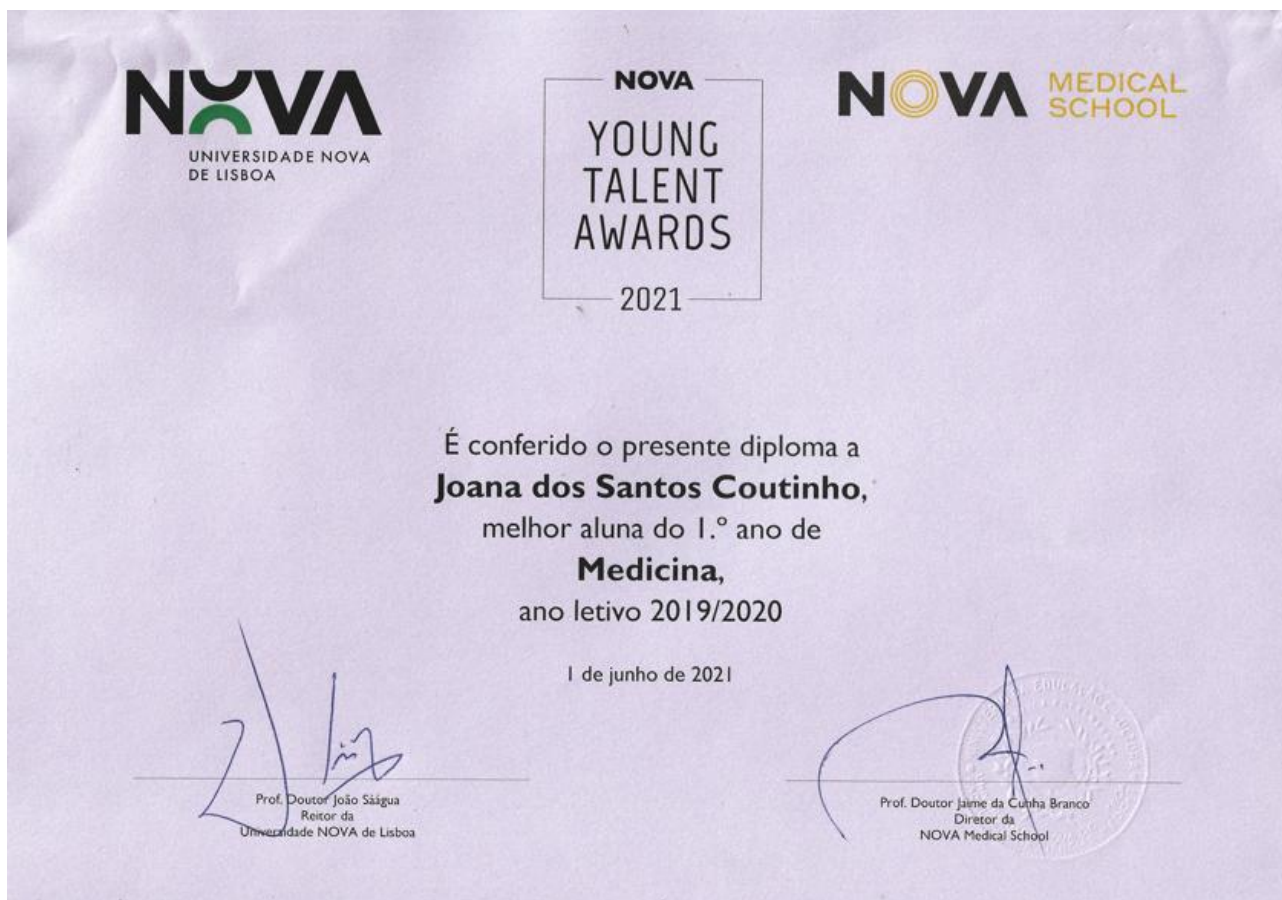 NOVA
UNIVERSIDADE NOVA
DE LISBOA
NOVA
YOUNG
TALENT
AWARDS
2021
NOVA MEDICAL
SCHOOL
É conferido o presente diploma a
Joana dos Santos Coutinho,
melhor aluna do 1.º ano de
Medicina,
ano letivo 2019/2020
1 de junho de 2021
Prof. Doutor João Sàágua
Reitor da
Universidade NOVA de Lisboa
Prof. Doutor Jaime da Cunha Branco
Diretor da
NOVA Medical School